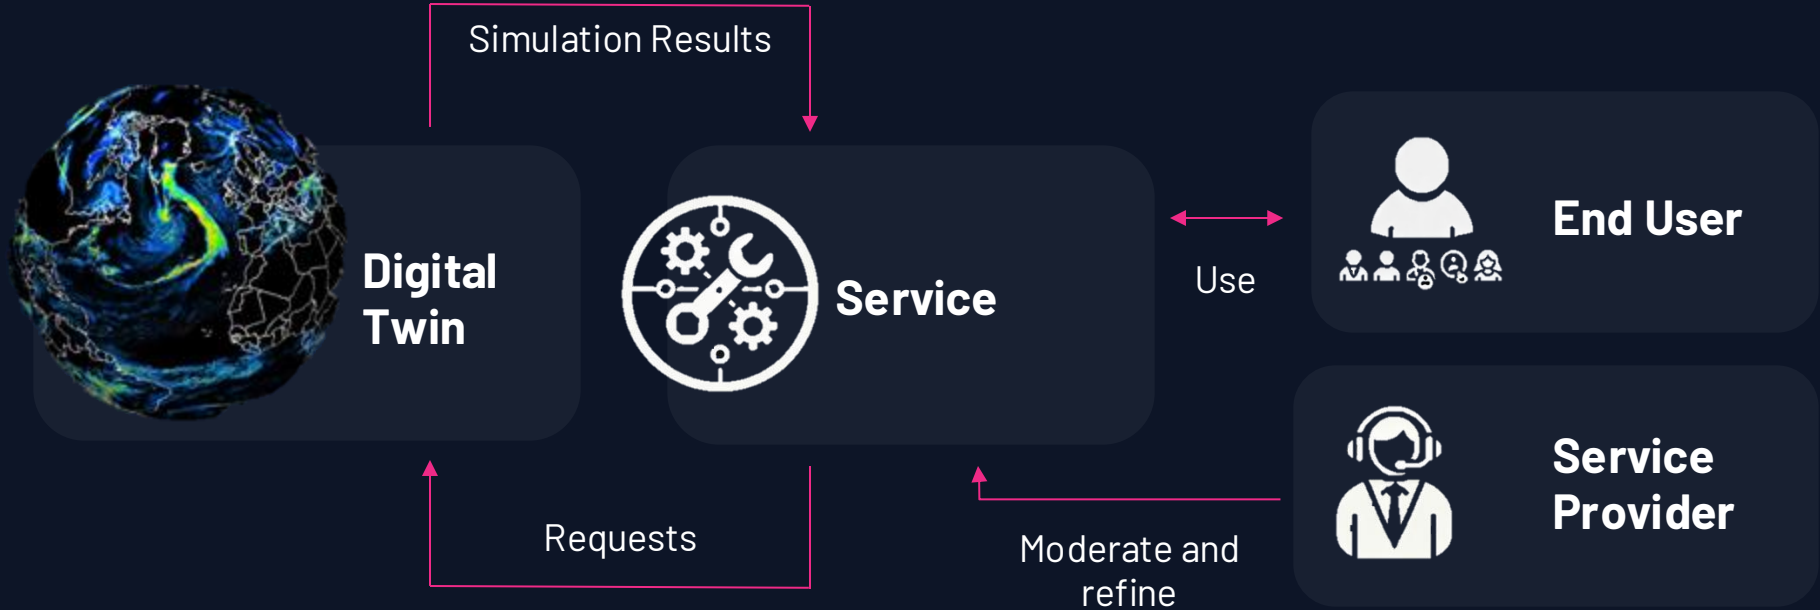 Simulation Results
Digital
Twin
Service
Use
End User
Service
Provider
Requests
Moderate and
refine